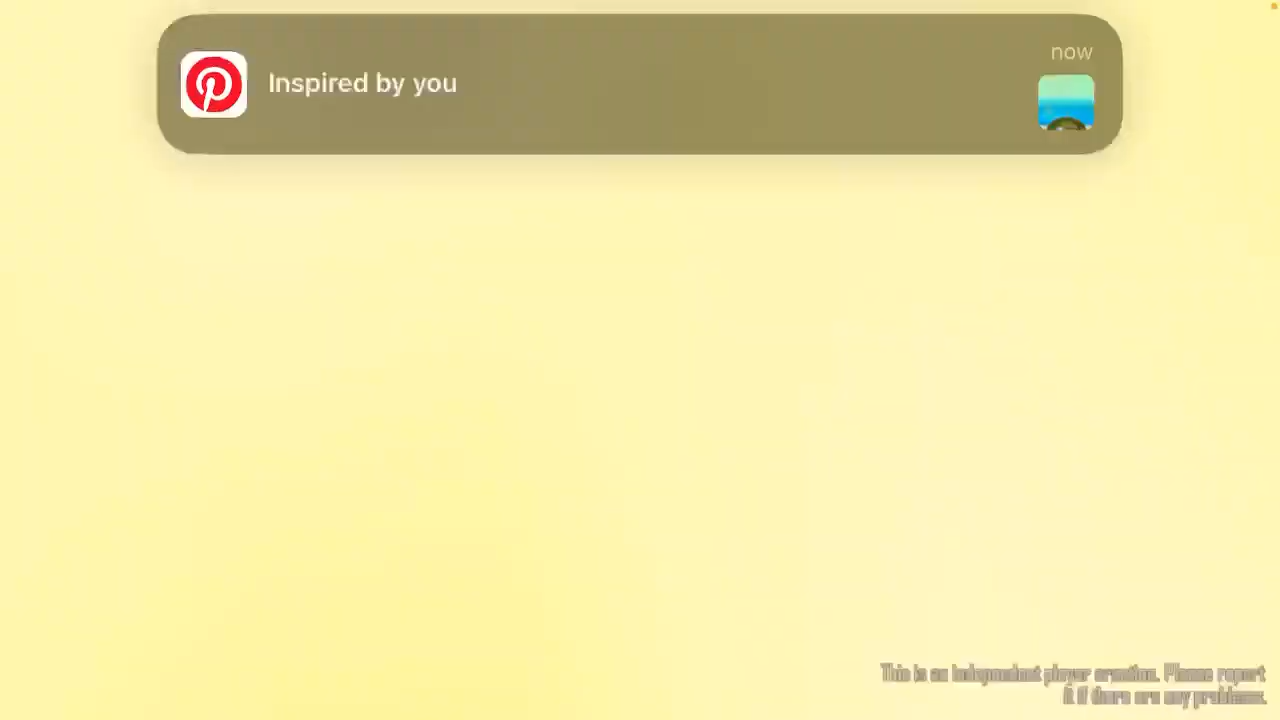 now
Inspired by you
This is an independent player creation. Please report
it if there are any problems.